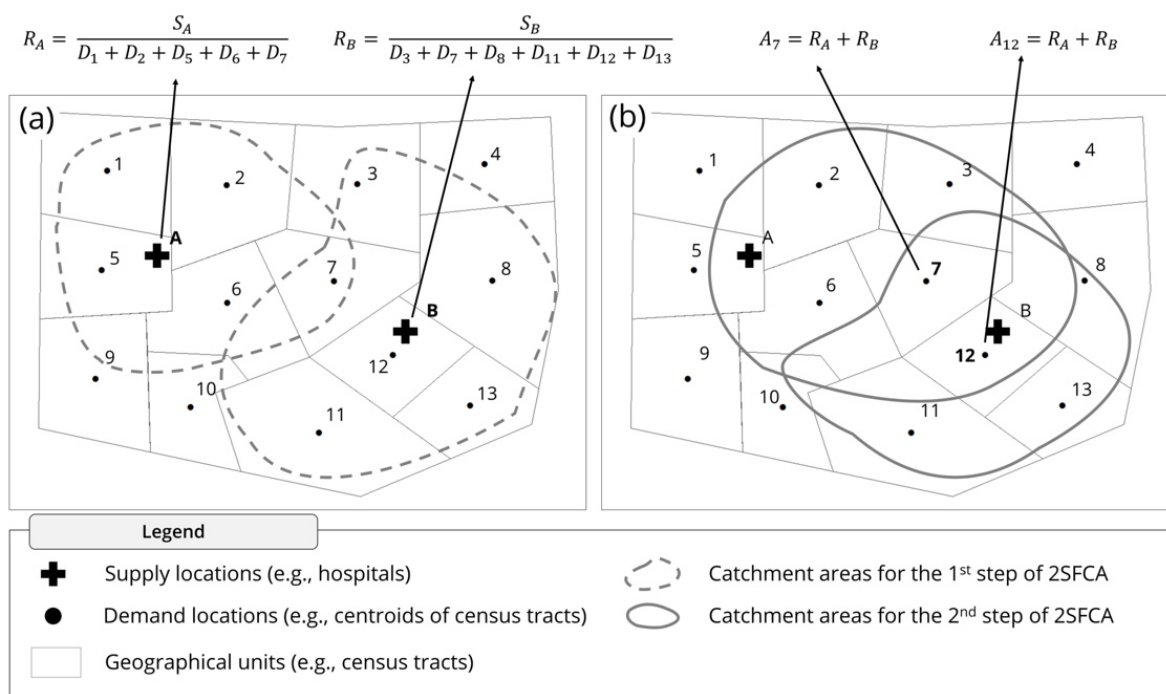 R_A = S_A / (D_1 + D_2 + D_5 + D_6 + D_7)
R_B = S_B / (D_3 + D_7 + D_8 + D_11 + D_12 + D_13)
A_7 = R_A + R_B
A_12 = R_A + R_B
(a)
1
2
3
4
A
5
6
7
8
B
9
10
11
12
13
(b)
1
2
3
4
A
5
6
7
8
B
9
10
11
12
13
Legend
Supply locations (e.g., hospitals)
Demand locations (e.g., centroids of census tracts)
Geographical units (e.g., census tracts)
Catchment areas for the 1st step of 2SFCA
Catchment areas for the 2nd step of 2SFCA